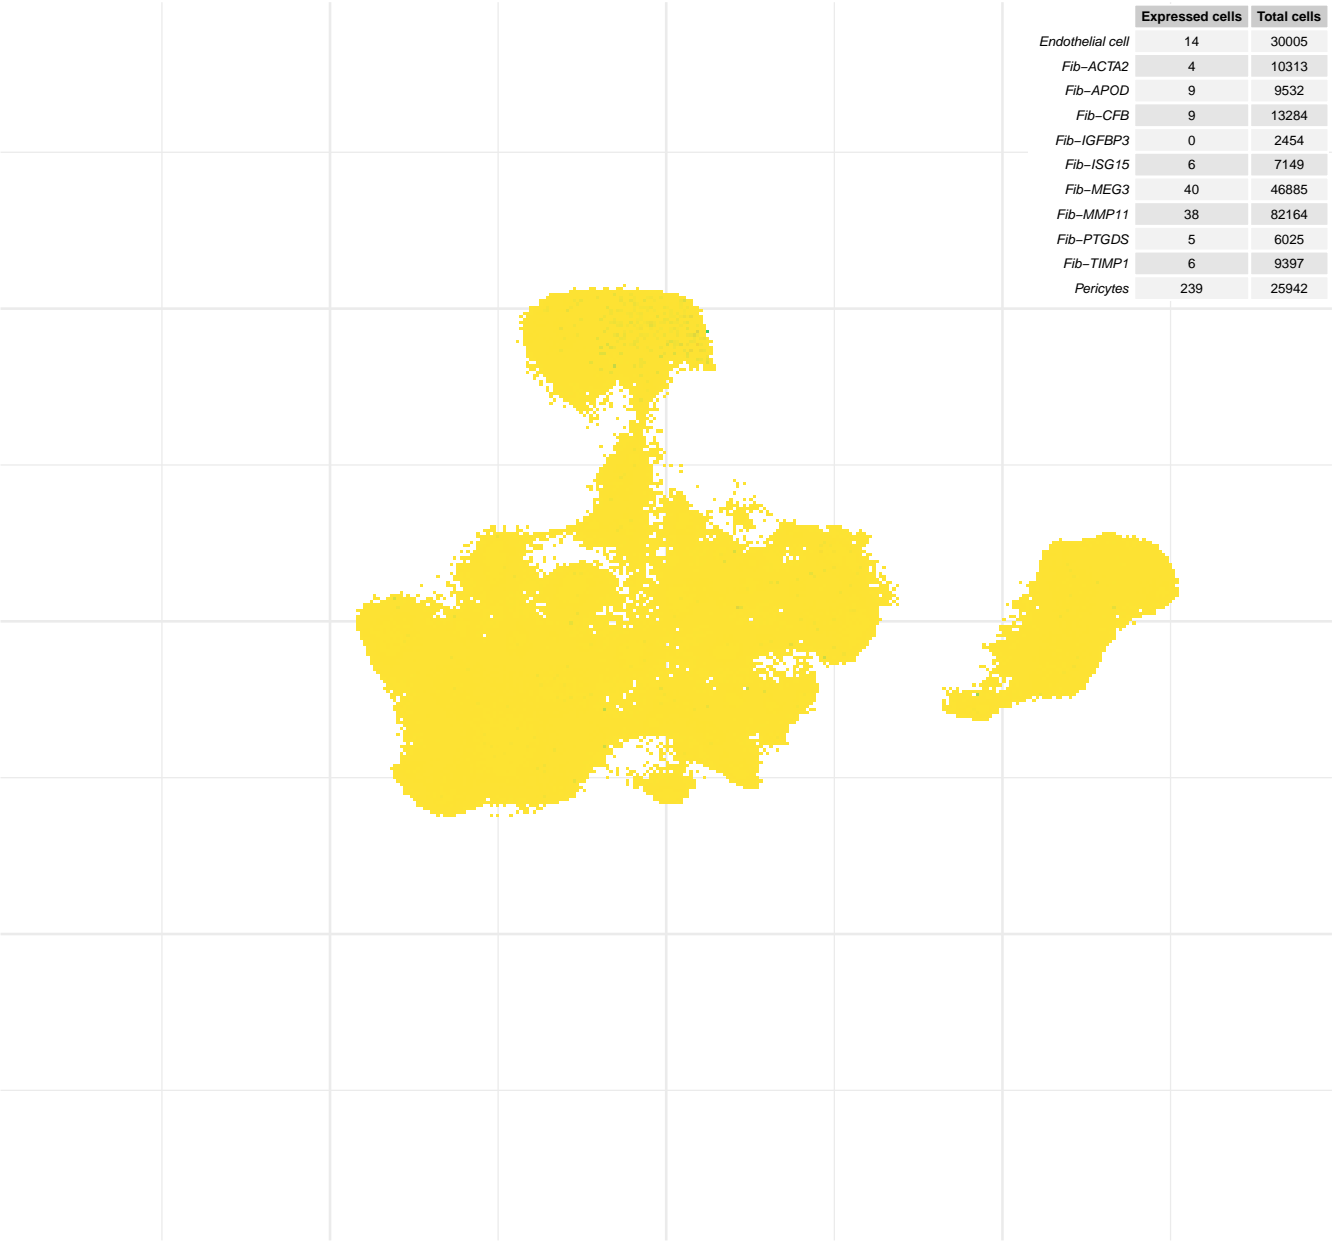 Expressed cells Total cells
Endothelial cell 14 30005
Fib−ACTA2 4 10313
Fib−APOD 9 9532
Fib−CFB 9 13284
Fib−IGFBP3 0 2454
Fib−ISG15 6 7149
Fib−MEG3 40 46885
Fib−MMP11 38 82164
Fib−PTGDS 5 6025
Fib−TIMP1 6 9397
Pericytes 239 25942